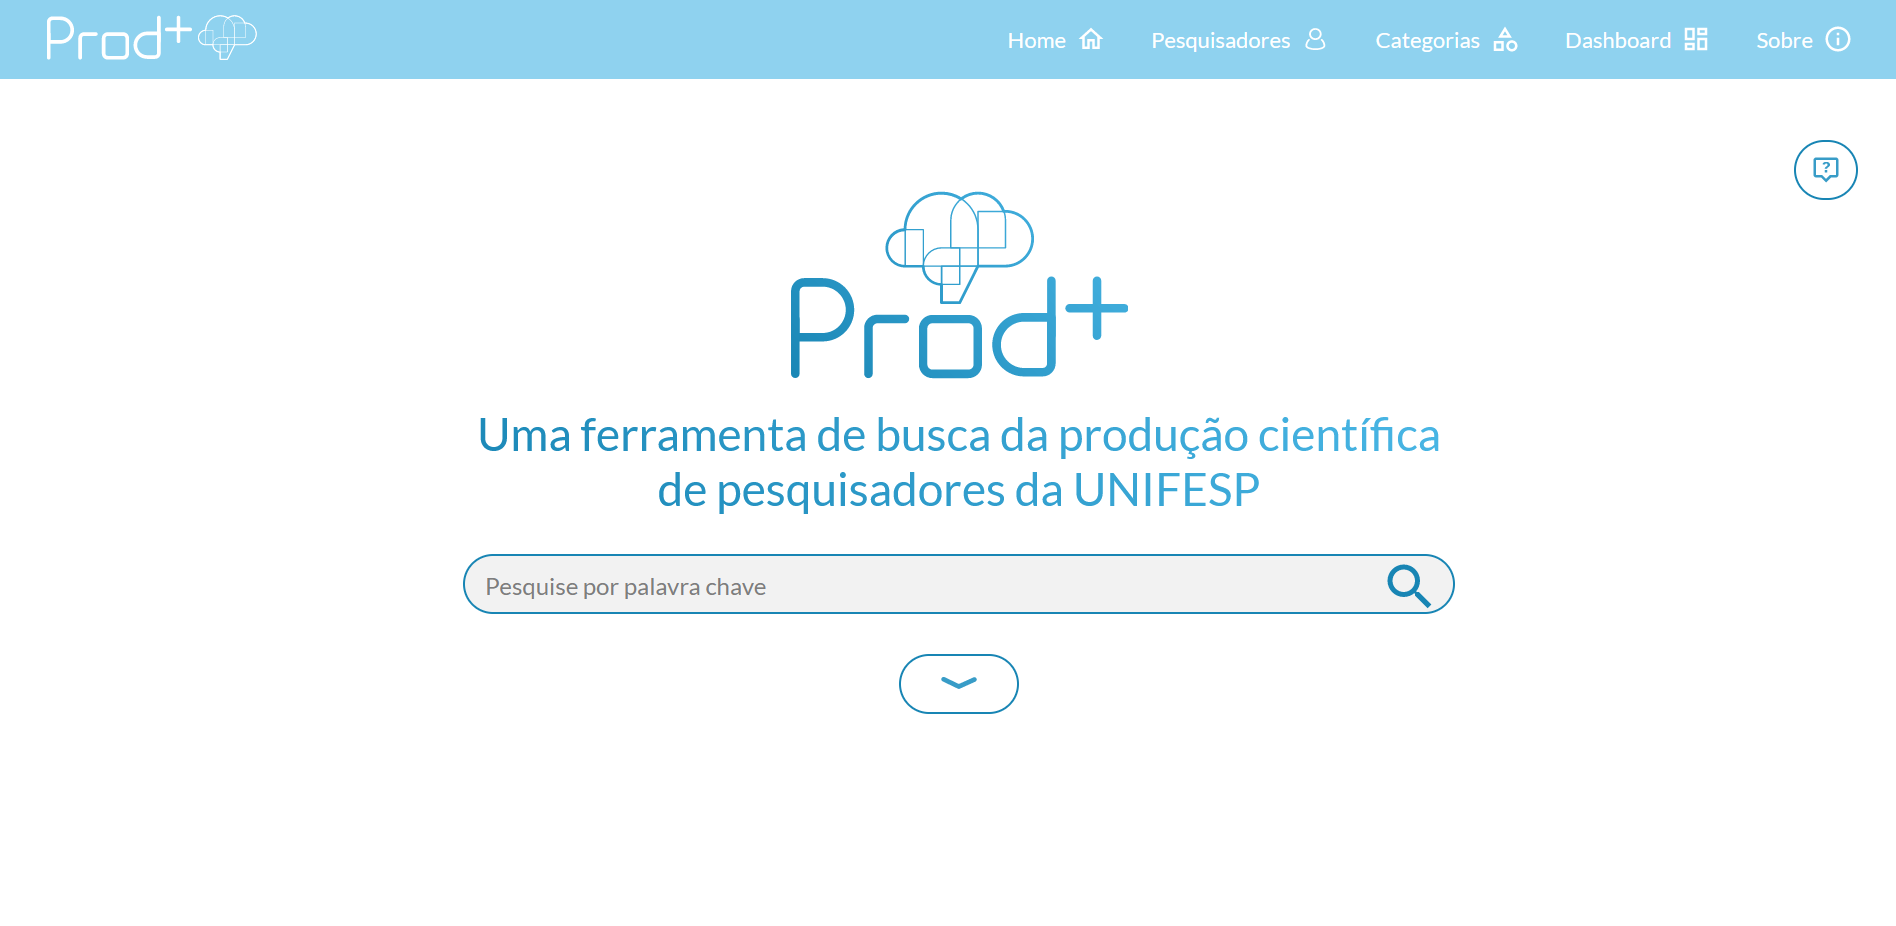 Prod+
Home
Pesquisadores
Categorias
Dashboard
Sobre
?
Prod+
Uma ferramenta de busca da produção científica
de pesquisadores da UNIFESP
Pesquise por palavra chave